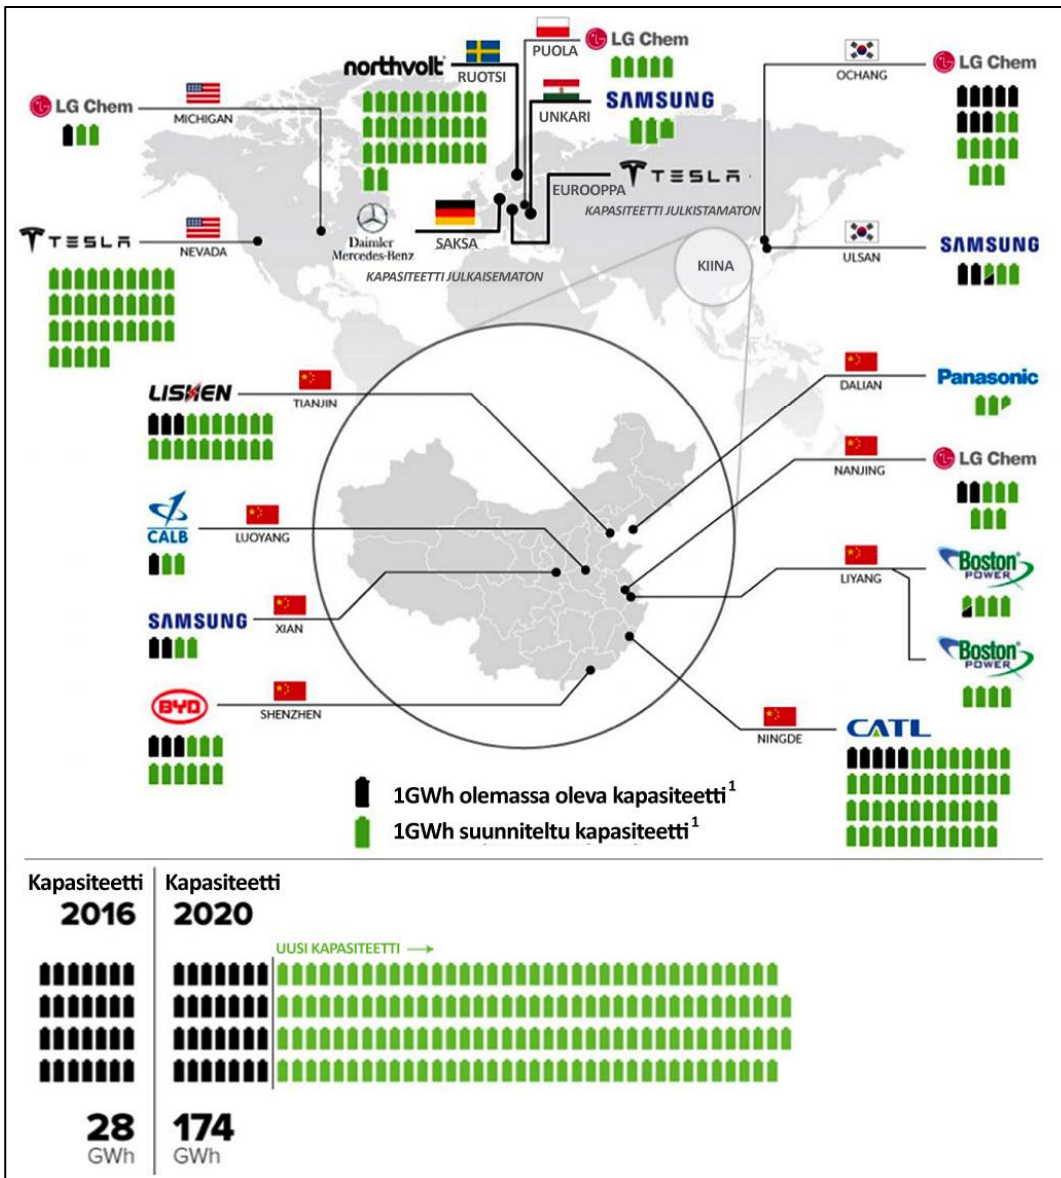 northvolt
RUOTSI
PUOLA
LG Chem
UNKARI
SAMSUNG
OCHANG
LG Chem
LG Chem
MICHIGAN
EUROOPPA
TESLA
KAPASITEETTI JULKISTAMATON
TESLA
NEVADA
Daimler
Mercedes-Benz
SAKSA
KAPASITEETTI JULKAISEMATON
KIINA
ULSAN
SAMSUNG
LISHEN
TIANJIN
DALIAN
Panasonic
NANJING
LG Chem
CALB
LUOYANG
LIYANG
Boston
POWER
SAMSUNG
XIAN
Boston
POWER
BYD
SHENZHEN
NINGDE
CATL
1GWh olemassa oleva kapasiteetti1
1GWh suunniteltu kapasiteetti1
Kapasiteetti
2016
Kapasiteetti
2020
UUSI KAPASITEETTI
28
GWh
174
GWh